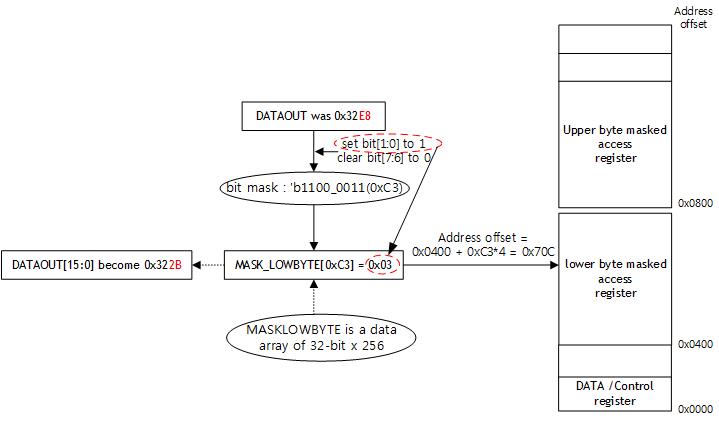 Address
offset
DATAOUT was 0x32E8
set bit[1:0] to 1
clear bit[7:6] to 0
bit mask : 'b1100_0011(0xC3)
Upper byte masked
access
register
0x0800
Address offset =
0x0400 + 0xC3*4 = 0x70C
DATAOUT[15:0] become 0x322B
MASK_LOWBYTE[0xC3] = 0x03
lower byte masked
access
register
MASKLOWBYTE is a data
array of 32-bit x 256
0x0400
DATA /Control
register
0x0000